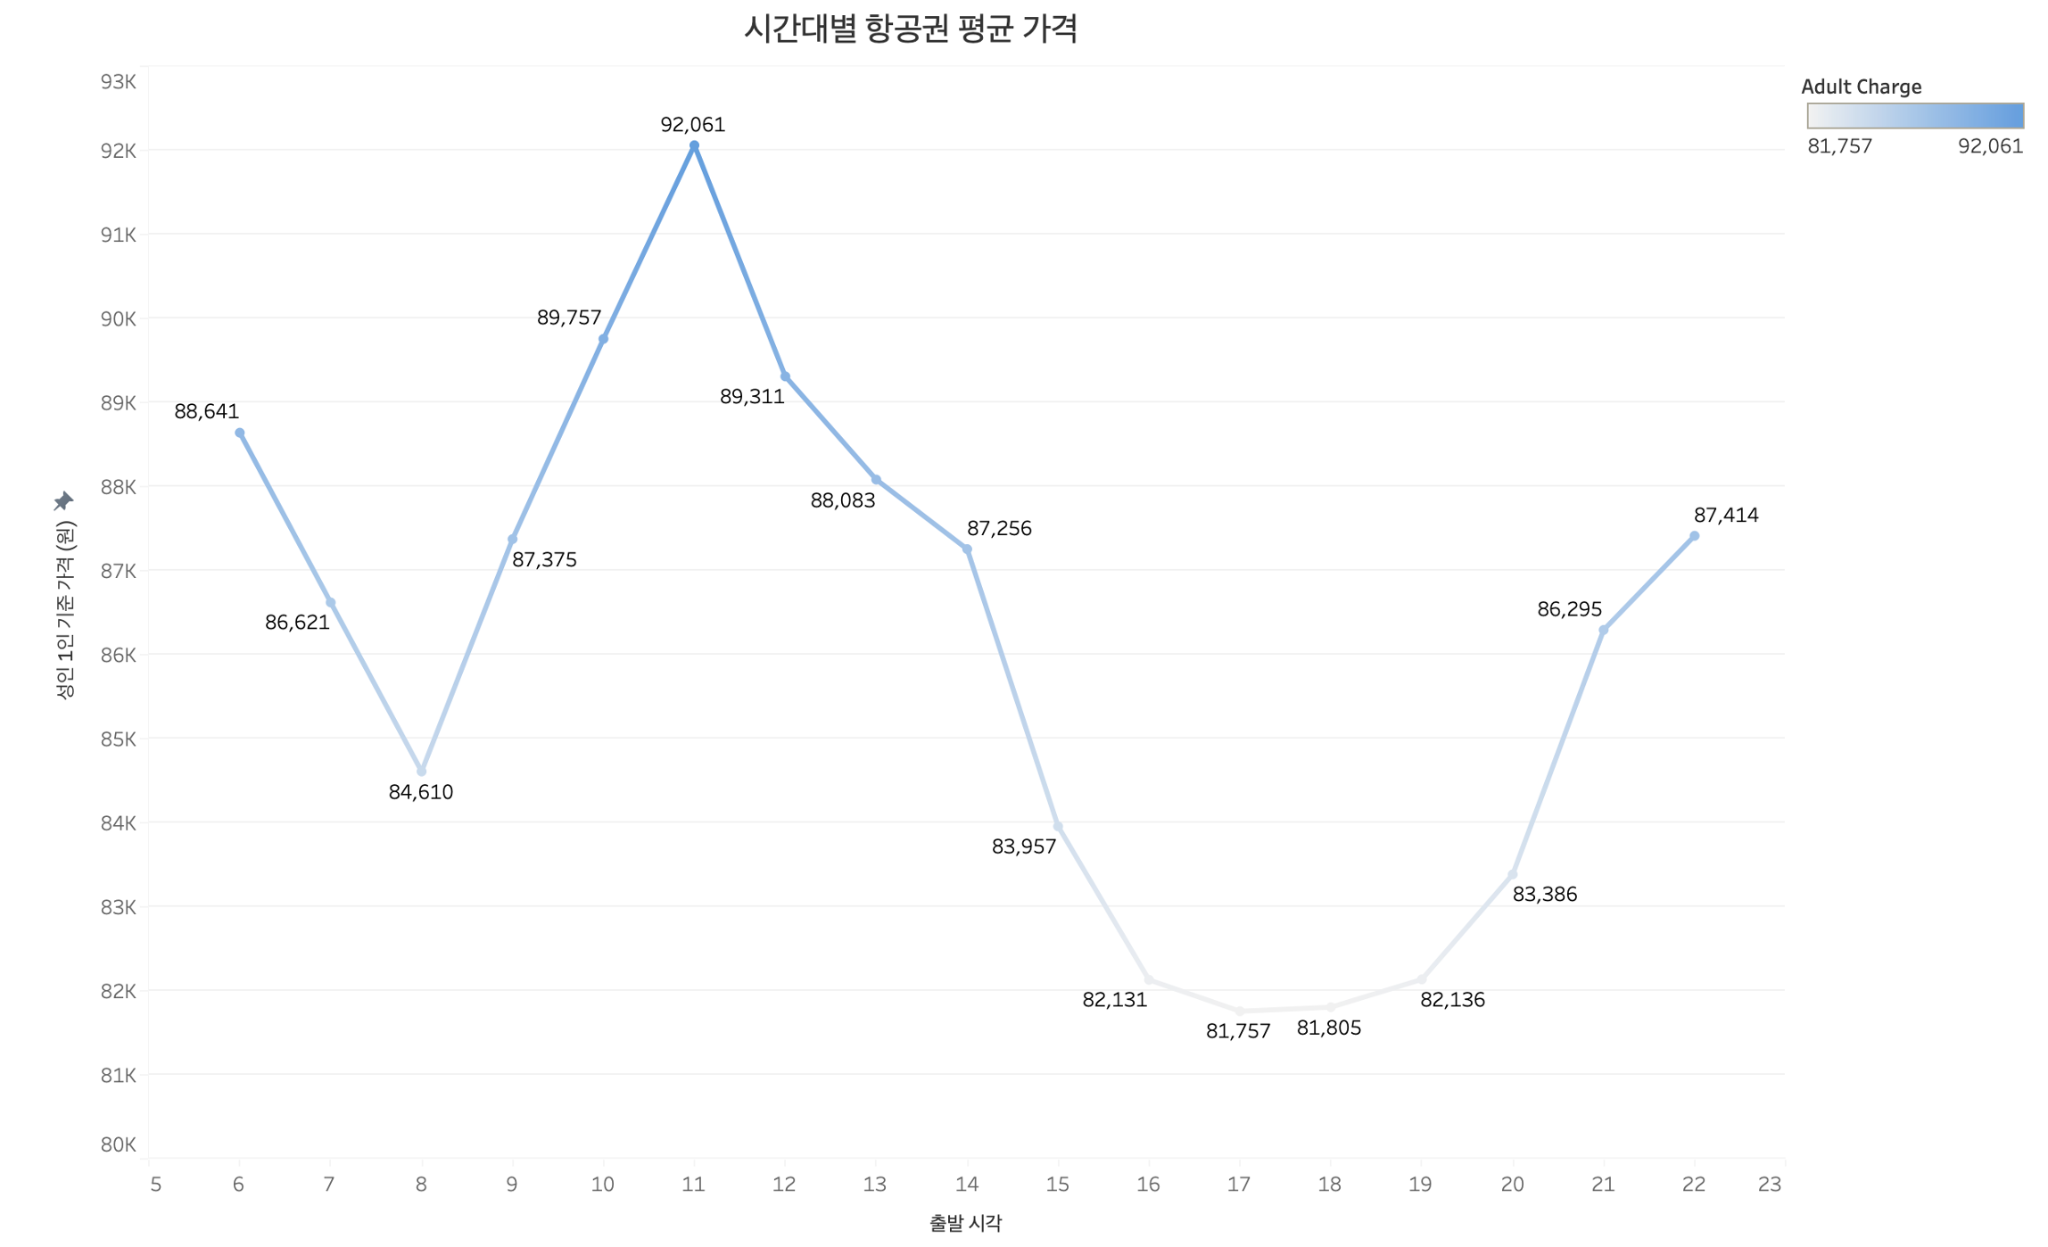 시간대별 항공권 평균 가격
Adult Charge
81,757 92,061
성인 1인 기준 가격 (원)
93K
92K
91K
90K
89K
88K
87K
86K
85K
84K
83K
82K
81K
80K
88,641
86,621
84,610
87,375
89,757
92,061
89,311
88,083
87,256
83,957
82,131
81,757
81,805
82,136
83,386
86,295
87,414
5 6 7 8 9 10 11 12 13 14 15 16 17 18 19 20 21 22 23
출발 시각